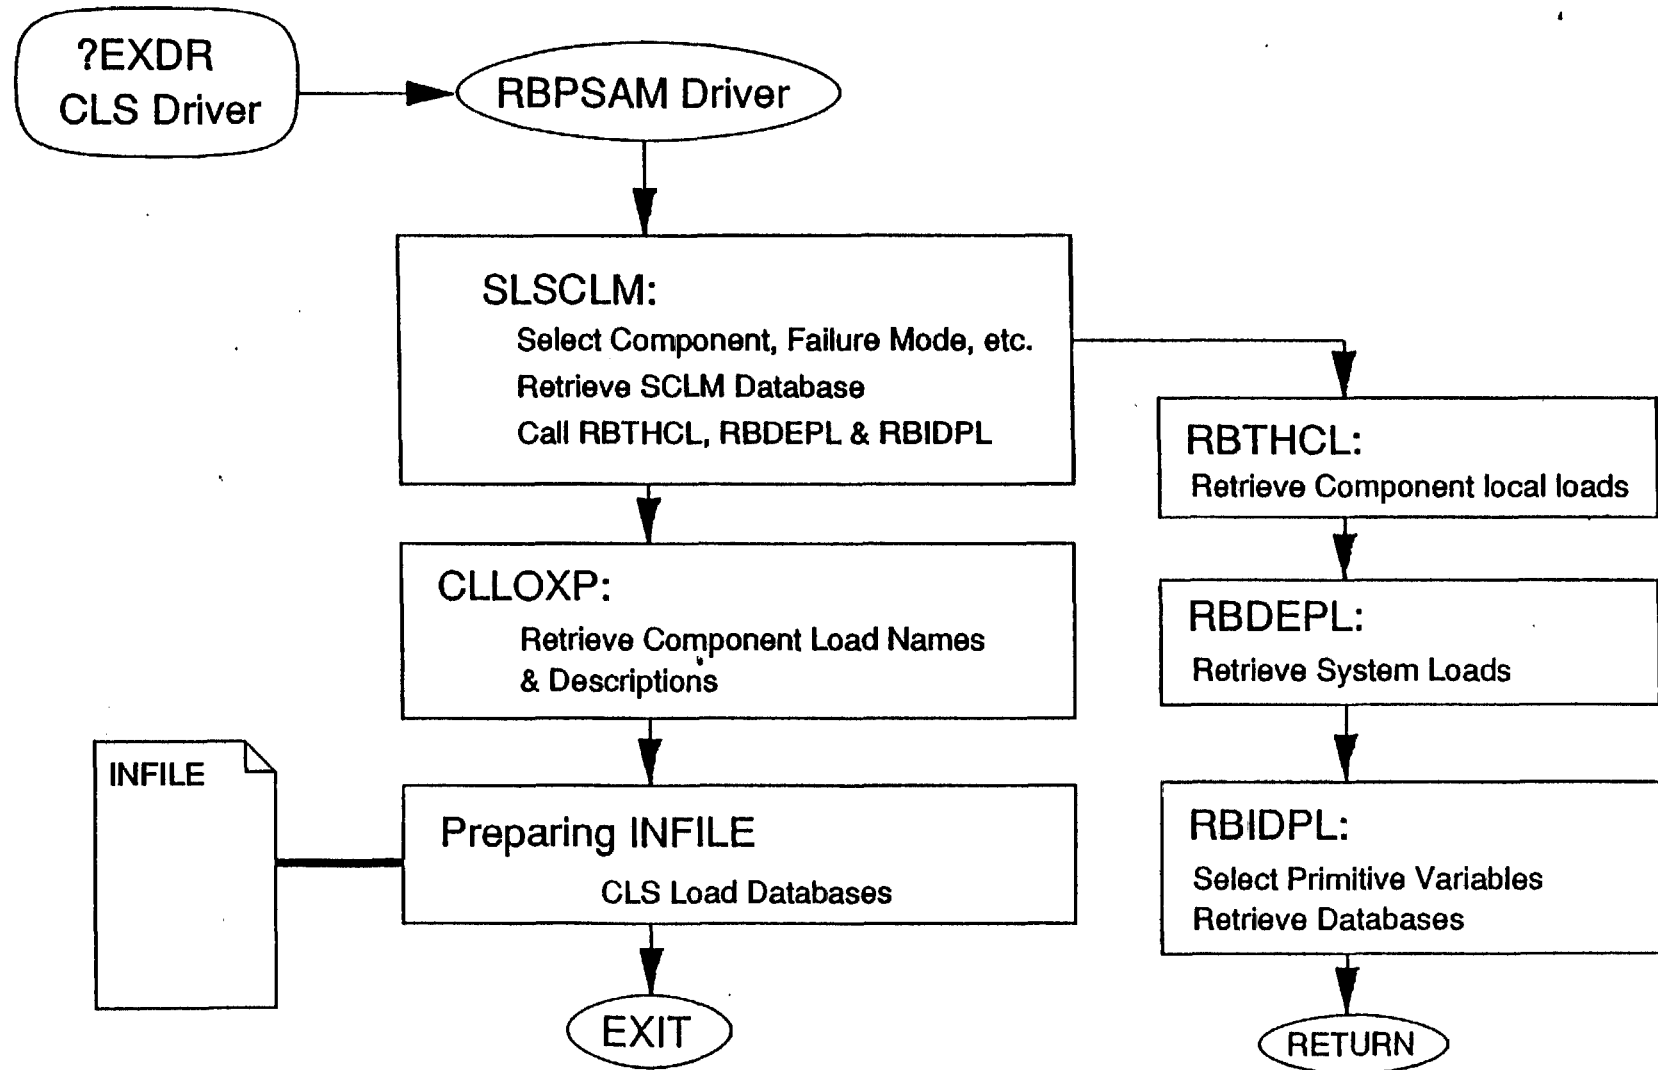 ?EXDR
CLS Driver
RBPSAM Driver
SLSCLM:
Select Component, Failure Mode, etc.
Retrieve SCLM Database
Call RBTHCL, RBDEPL & RBIDPL
RBTHCL:
Retrieve Component local loads
CLLOXP:
Retrieve Component Load Names
& Descriptions
RBDEPL:
Retrieve System Loads
INFILE
Preparing INFILE
CLS Load Databases
RBIDPL:
Select Primitive Variables
Retrieve Databases
EXIT
RETURN